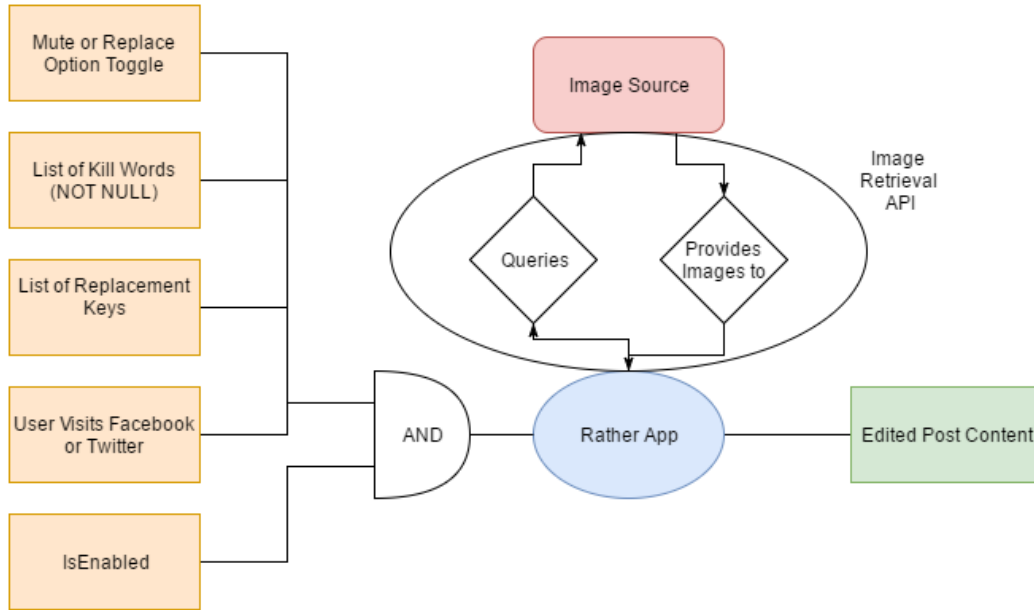 Mute or Replace
Option Toggle
List of Kill Words
(NOT NULL)
List of Replacement
Keys
User Visits Facebook
or Twitter
IsEnabled
AND
Image Source
Image
Retrieval
API
Queries
Provides
Images to
Rather App
Edited Post Content